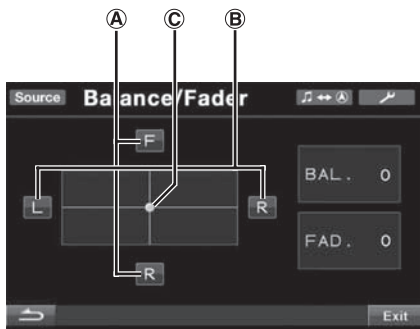 A C B
Source Balance/Fader
F
BAL. 0
L R
FAD. 0
R
Exit